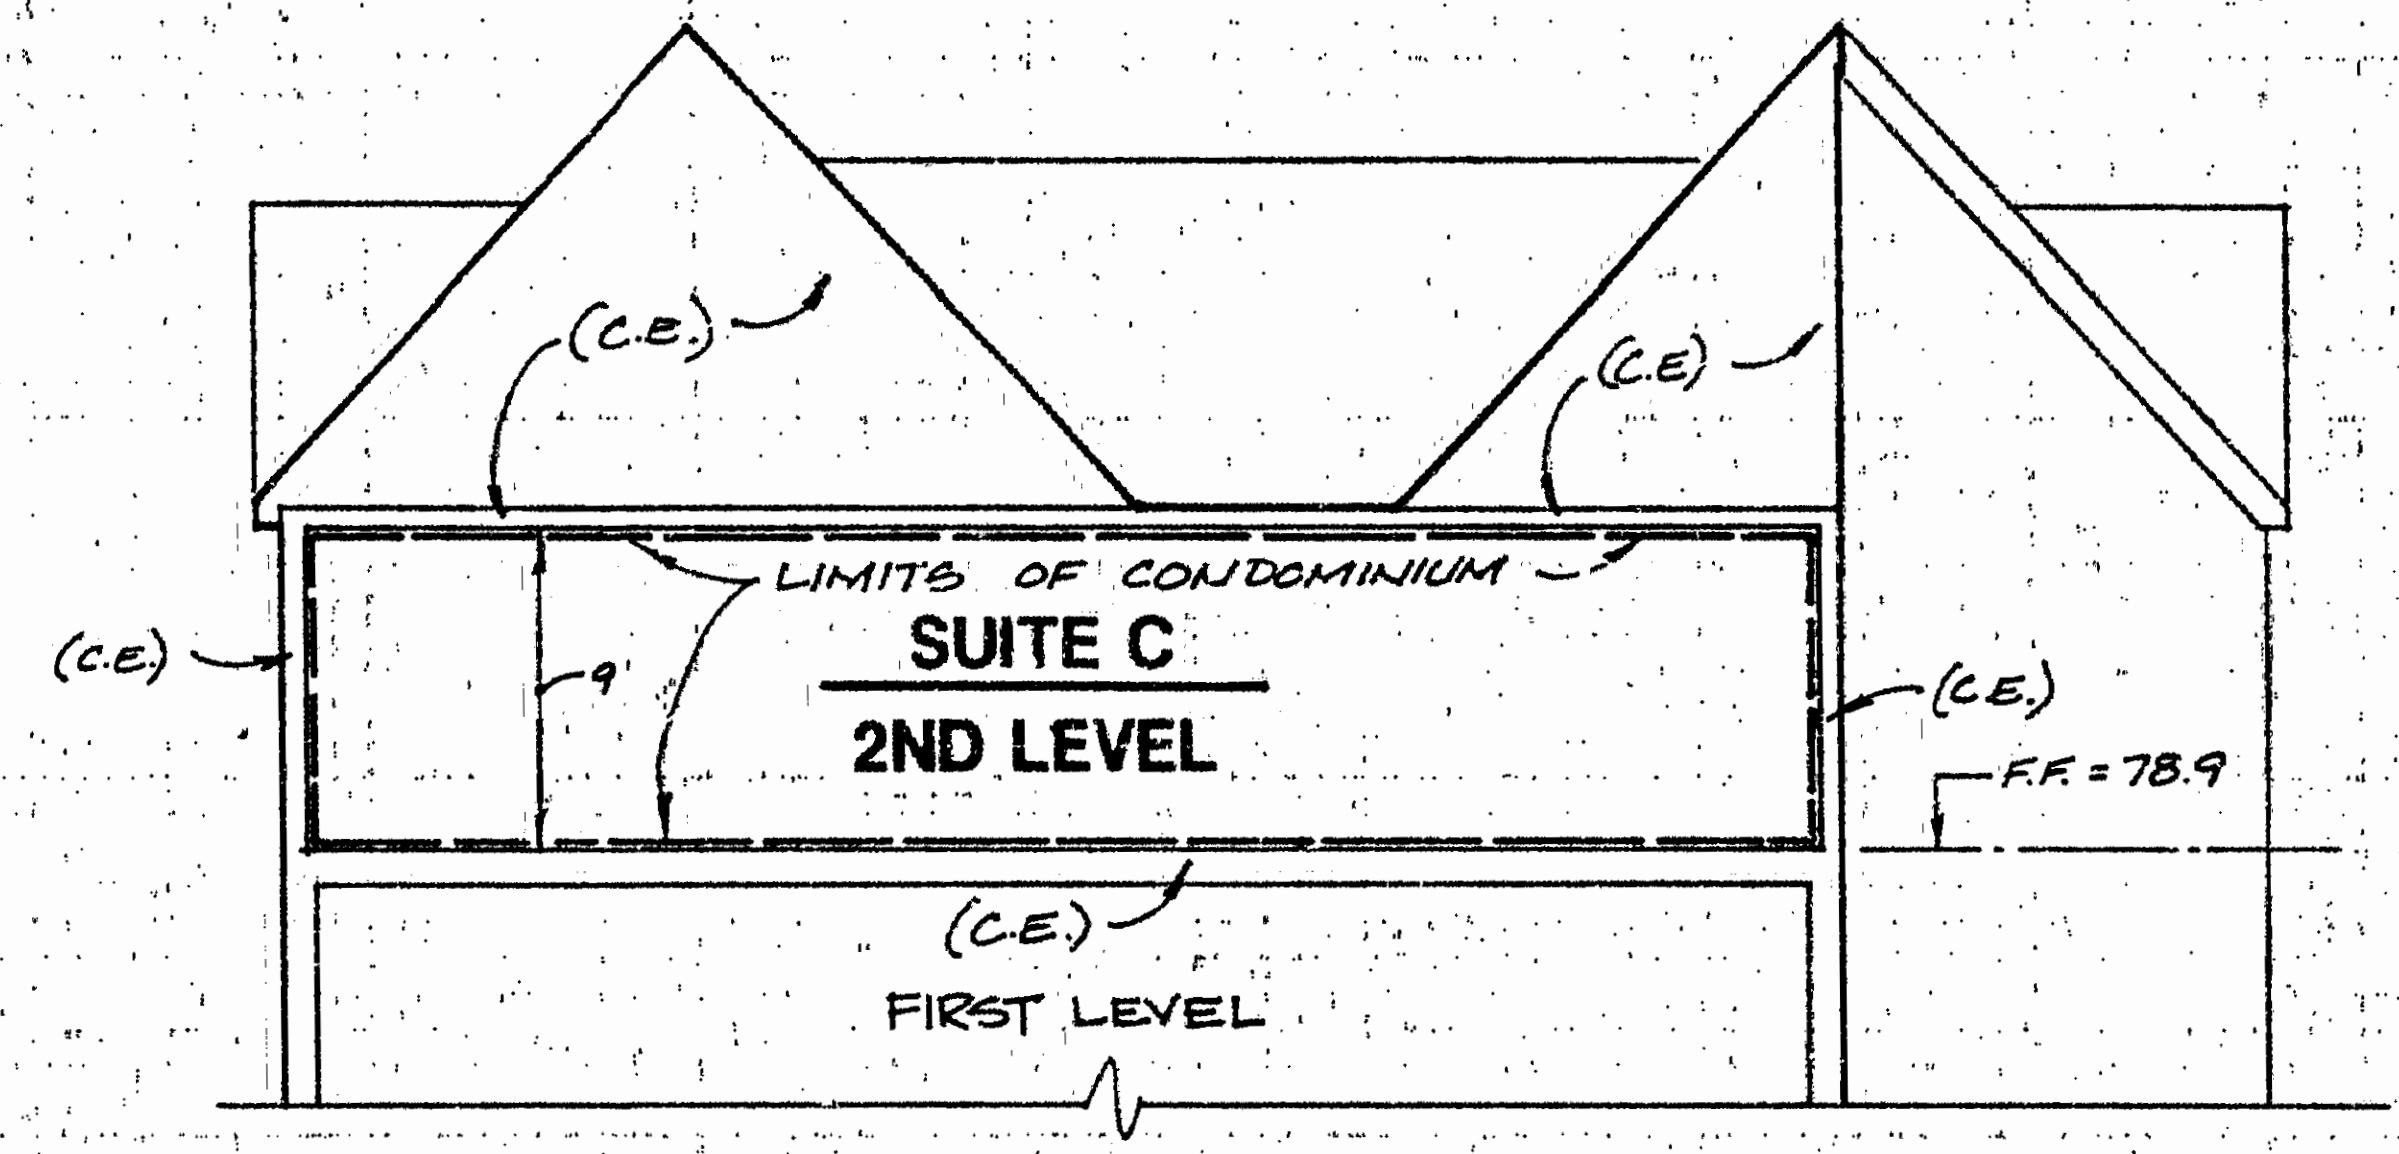 (C.E.)
(C.E)
LIMITS OF CONDOMINIUM
SUITE C
2ND LEVEL
(C.E.)
9'
(C.E.)
F.F. = 78.9
(C.E.)
FIRST LEVEL